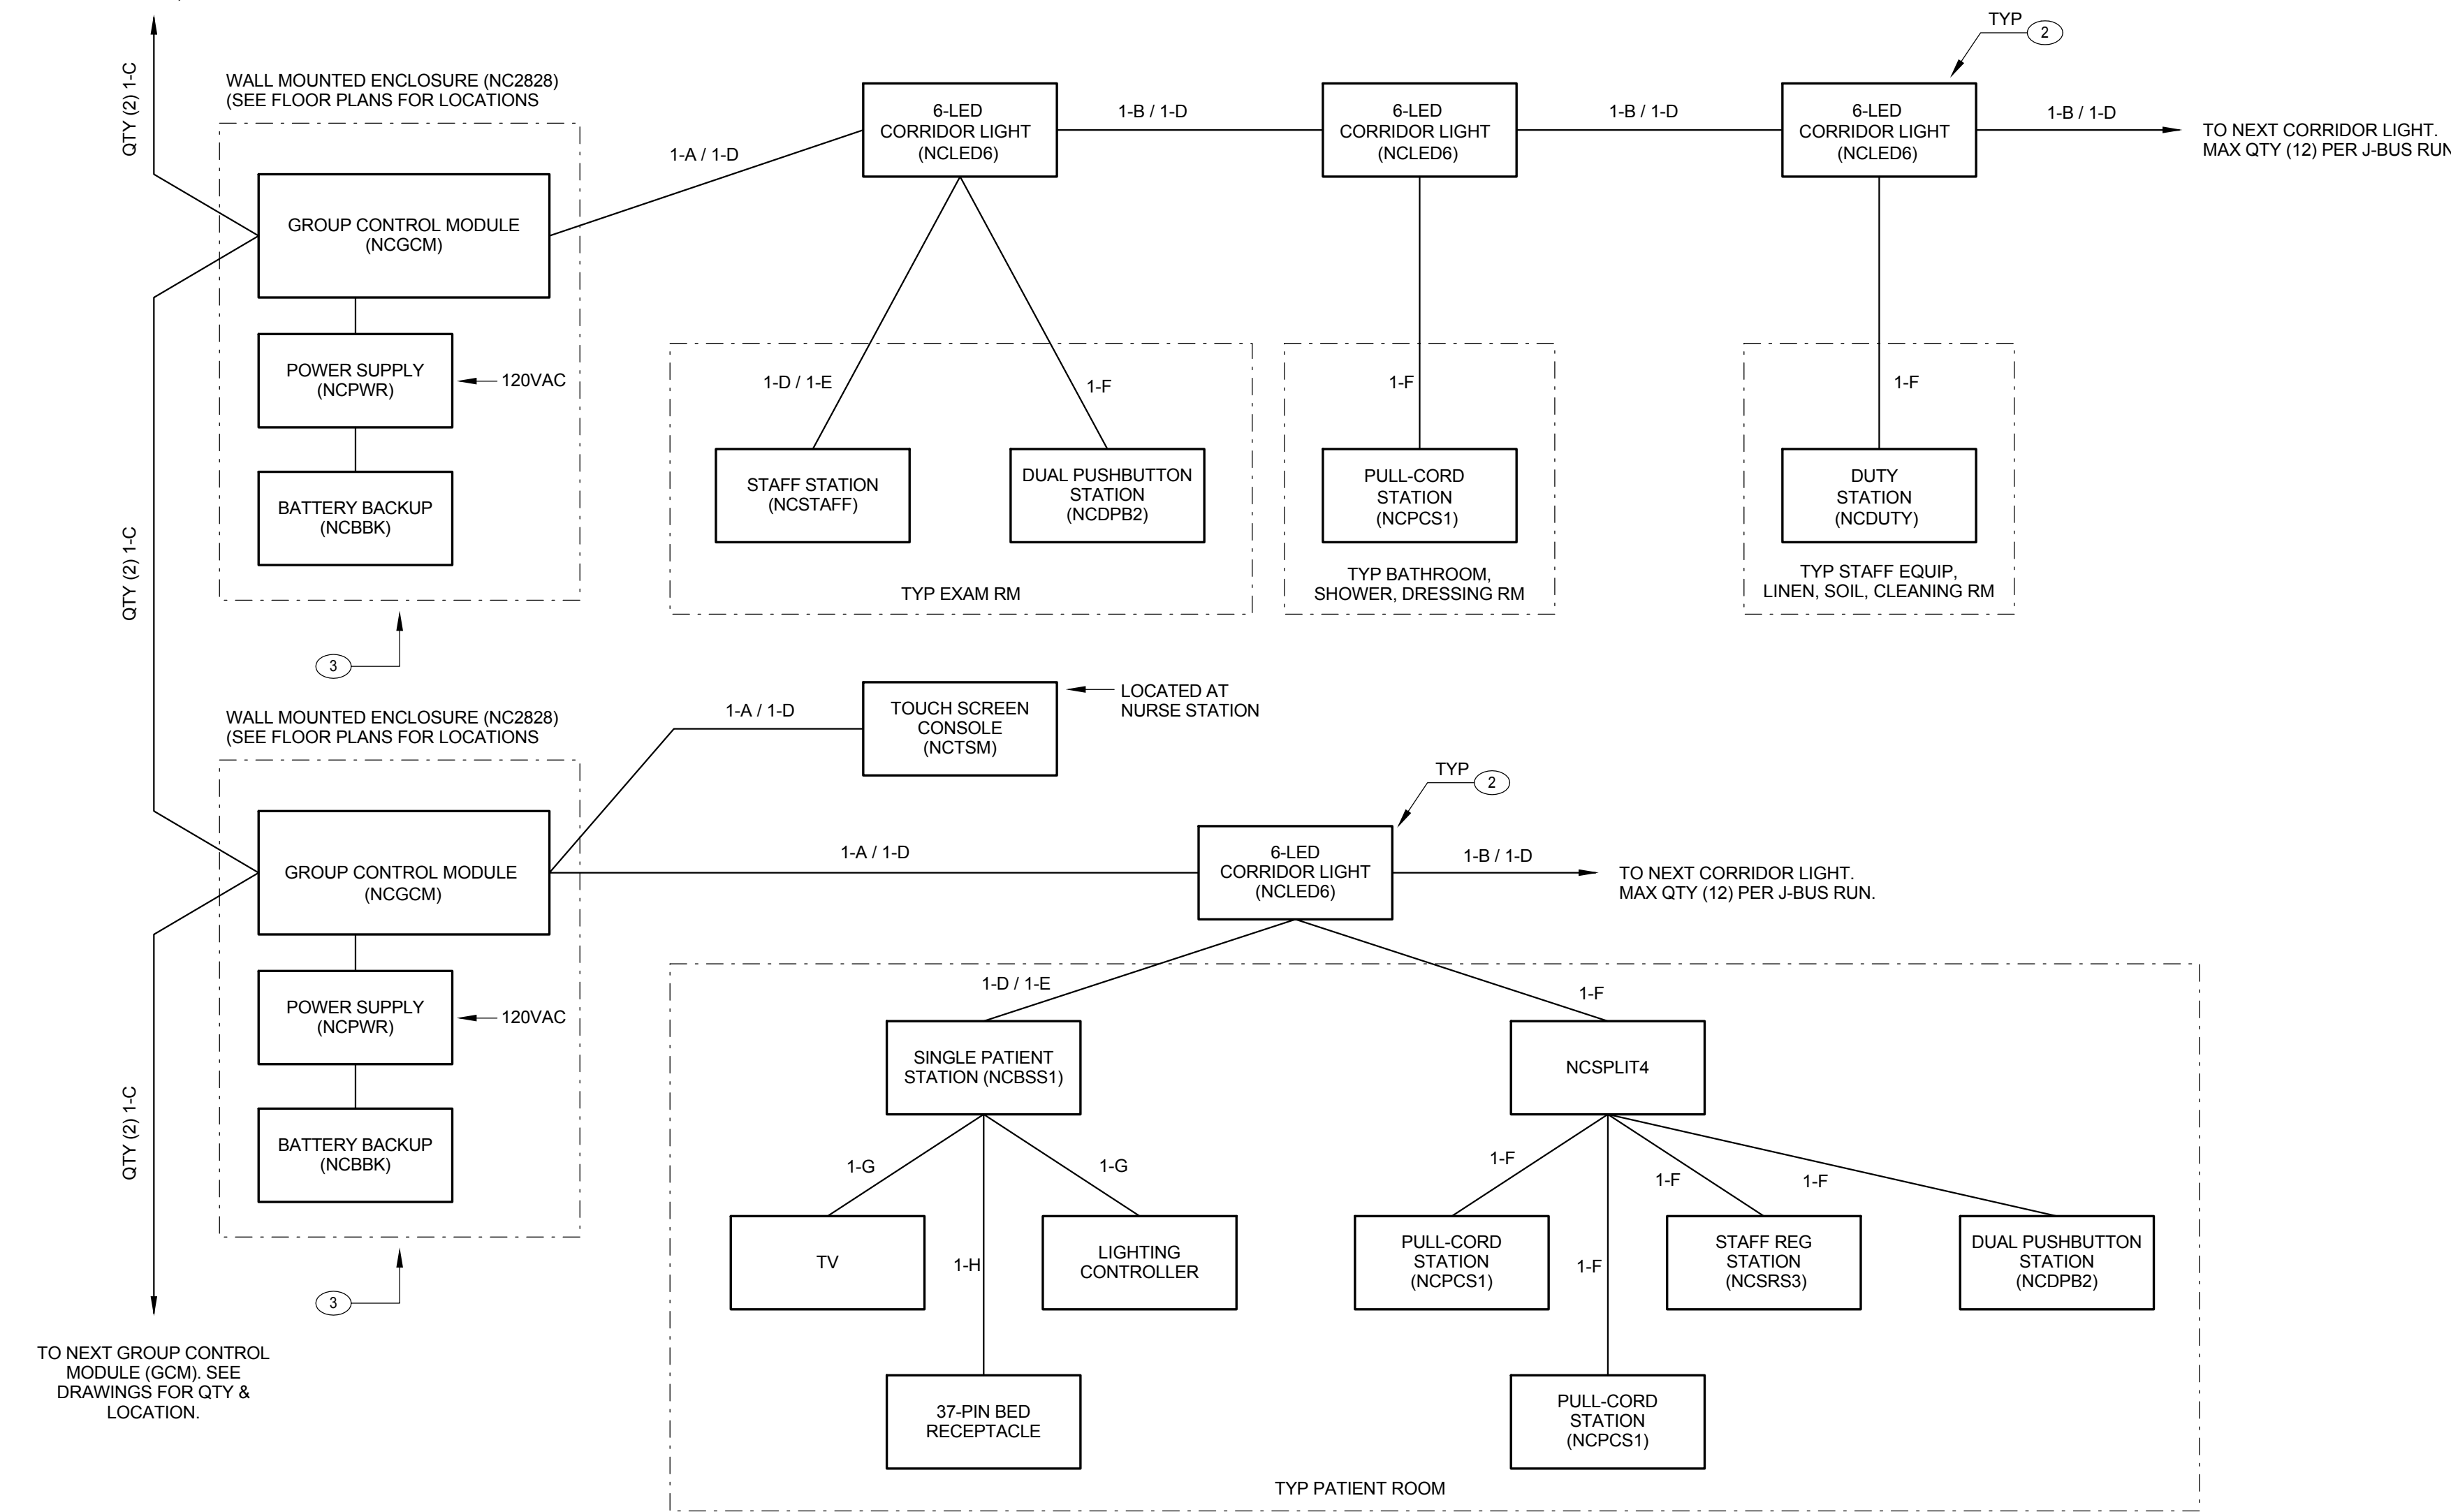 TYP
2
QTY (2) 1-C
WALL MOUNTED ENCLOSURE (NC2828)
(SEE FLOOR PLANS FOR LOCATIONS
6-LED
CORRIDOR LIGHT
(NCLED6)
1-B / 1-D
6-LED
CORRIDOR LIGHT
(NCLED6)
1-B / 1-D
6-LED
CORRIDOR LIGHT
(NCLED6)
1-B / 1-D
TO NEXT CORRIDOR LIGHT.
MAX QTY (12) PER J-BUS RUN
1-A / 1-D
GROUP CONTROL MODULE
(NCGCM)
POWER SUPPLY
(NCPWR)
120VAC
BATTERY BACKUP
(NCBBK)
1-D / 1-E
1-F
1-F
1-F
STAFF STATION
(NCSTAFF)
DUAL PUSHBUTTON
STATION
(NCDPB2)
PULL-CORD
STATION
(NCPCS1)
DUTY
STATION
(NCDUTY)
TYP EXAM RM
TYP BATHROOM,
SHOWER, DRESSING RM
TYP STAFF EQUIP,
LINEN, SOIL, CLEANING RM
QTY (2) 1-C
3
WALL MOUNTED ENCLOSURE (NC2828)
(SEE FLOOR PLANS FOR LOCATIONS
1-A / 1-D
TOUCH SCREEN
CONSOLE
(NCTSM)
LOCATED AT
NURSE STATION
TYP
2
GROUP CONTROL MODULE
(NCGCM)
1-A / 1-D
6-LED
CORRIDOR LIGHT
(NCLED6)
1-B / 1-D
TO NEXT CORRIDOR LIGHT.
MAX QTY (12) PER J-BUS RUN.
POWER SUPPLY
(NCPWR)
120VAC
BATTERY BACKUP
(NCBBK)
QTY (2) 1-C
3
TO NEXT GROUP CONTROL
MODULE (GCM). SEE
DRAWINGS FOR QTY &
LOCATION.
1-D / 1-E
1-F
SINGLE PATIENT
STATION (NCBSS1)
NCSPLIT4
1-G
1-H
1-G
1-F
1-F
1-F
1-F
TV
LIGHTING
CONTROLLER
PULL-CORD
STATION
(NCPCS1)
STAFF REG
STATION
(NCSRS3)
DUAL PUSHBUTTON
STATION
(NCDPB2)
37-PIN BED
RECEPTACLE
PULL-CORD
STATION
(NCPCS1)
TYP PATIENT ROOM